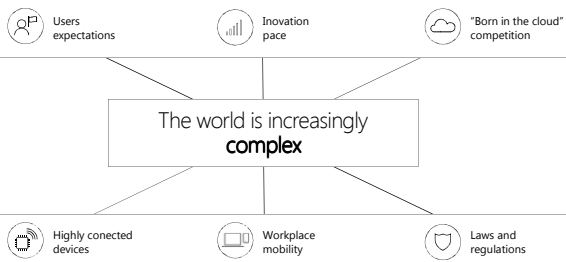 Users
expectations
Inovation
pace
“Born in the cloud”
competition
The world is increasingly
complex
Highly conected
devices
Workplace
mobility
Laws and
regulations